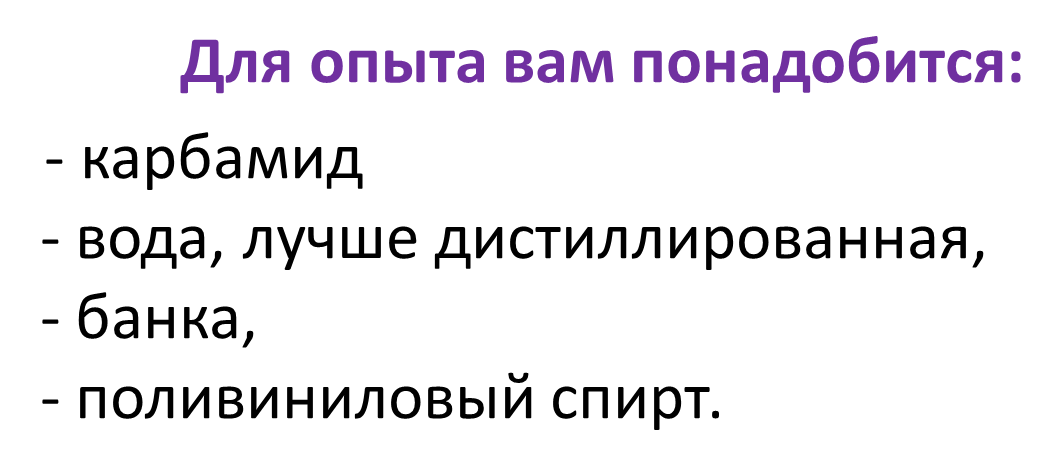 Для опыта вам понадобится:
- карбамид
- вода, лучше дистиллированная,
- банка,
- поливиниловый спирт.